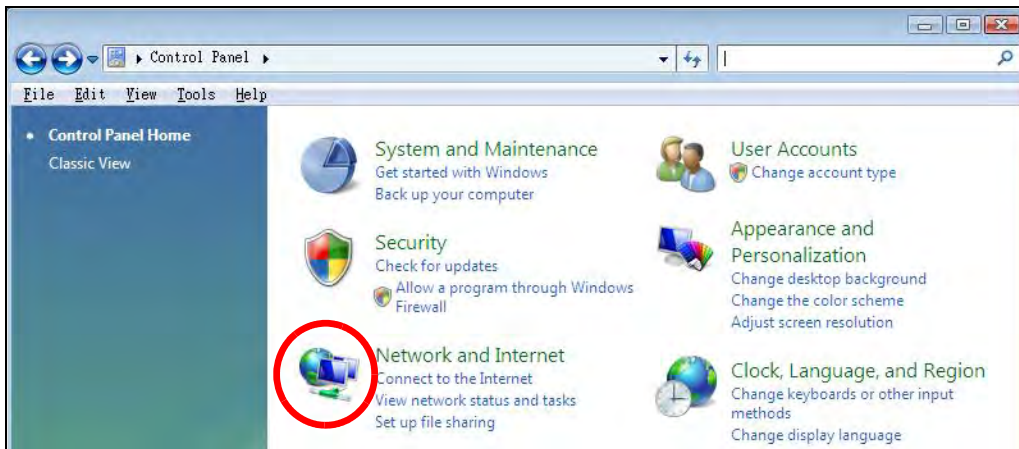 Control Panel
File Edit View Tools Help
Control Panel Home
Classic View
System and Maintenance
Get started with Windows
Back up your computer
Security
Check for updates
Allow a program through Windows
Firewall
Network and Internet
Connect to the Internet
View network status and tasks
Set up file sharing
User Accounts
Change account type
Appearance and
Personalization
Change desktop background
Change the color scheme
Adjust screen resolution
Clock, Language, and Region
Change keyboards or other input
methods
Change display language